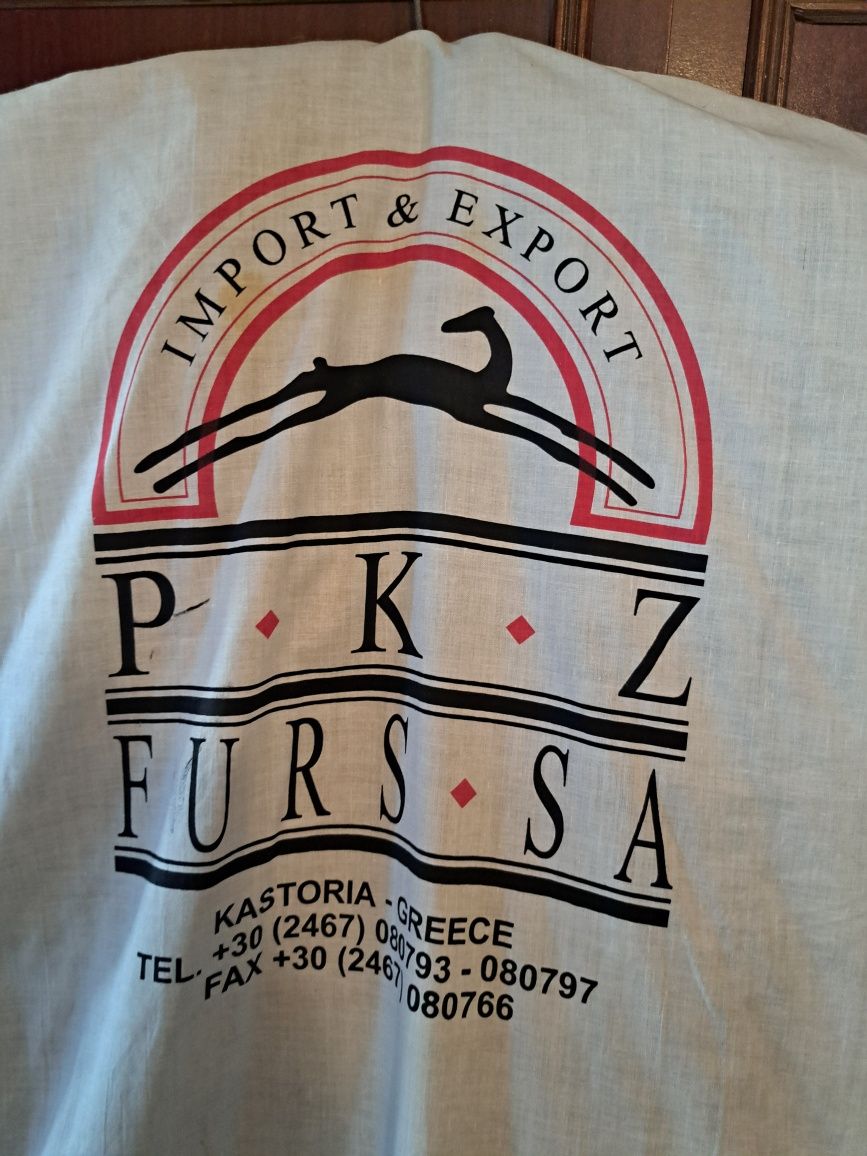 IMPORT & EXPORT
P · K · Z
FURS · SA
KASTORIA - GREECE
TEL. +30 (2467) 080793 - 080797
FAX +30 (2467) 080766